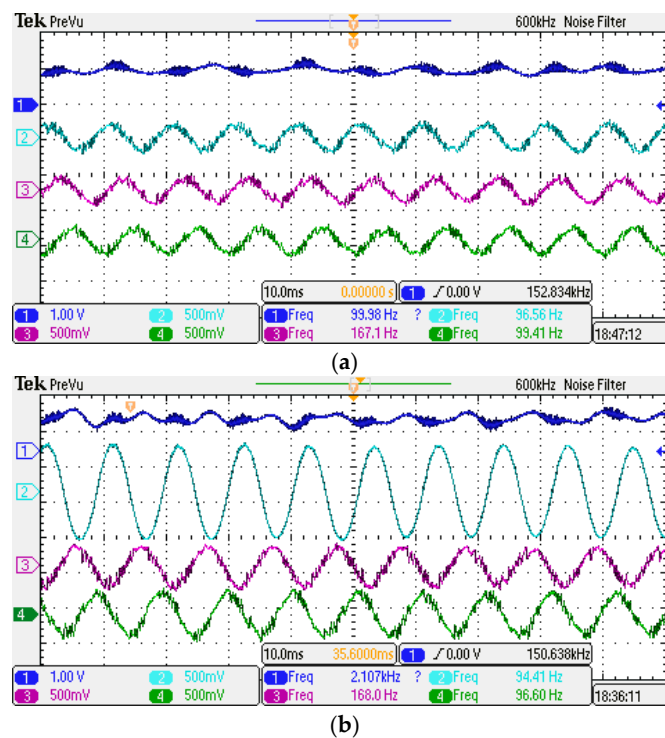 Tek PreVu 600kHz Noise Filter
T
T
1
2
3
4
10.0ms 0.00000 s 1 / 0.00 V 152.834kHz
1 1.00 V 2 500mV 1 Freq 99.98 Hz ? 2 Freq 96.56 Hz
3 500mV 4 500mV 3 Freq 167.1 Hz 4 Freq 99.41 Hz 18:47:12
(a)
Tek PreVu 600kHz Noise Filter
T
T
1
2
3
4
10.0ms 35.6000ms 1 / 0.00 V 150.638kHz
1 1.00 V 2 500mV 1 Freq 2.107kHz ? 2 Freq 94.41 Hz
3 500mV 4 500mV 3 Freq 168.0 Hz 4 Freq 96.60 Hz 18:36:11
(b)